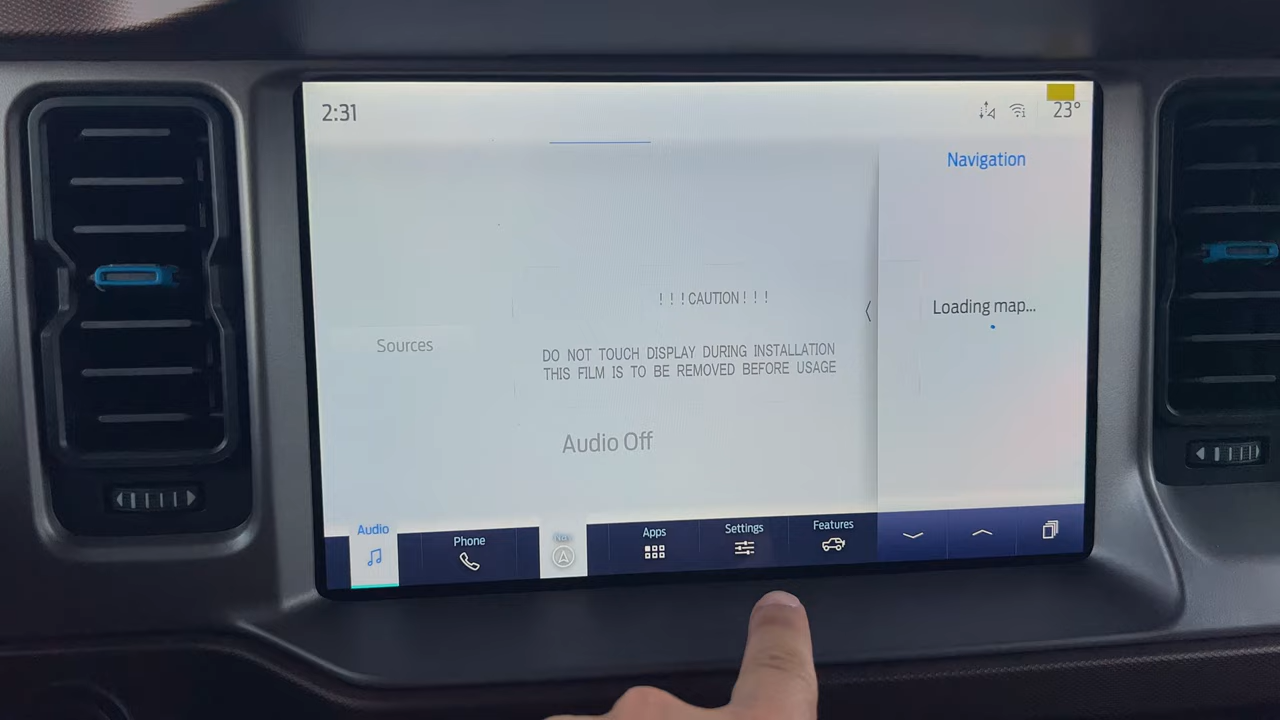 2:31
23°
Navigation
! ! ! CAUTION ! ! !
Loading map...
Sources
DO NOT TOUCH DISPLAY DURING INSTALLATION
THIS FILM IS TO BE REMOVED BEFORE USAGE
Audio Off
Audio
Phone
Nav
Apps
Settings
Features